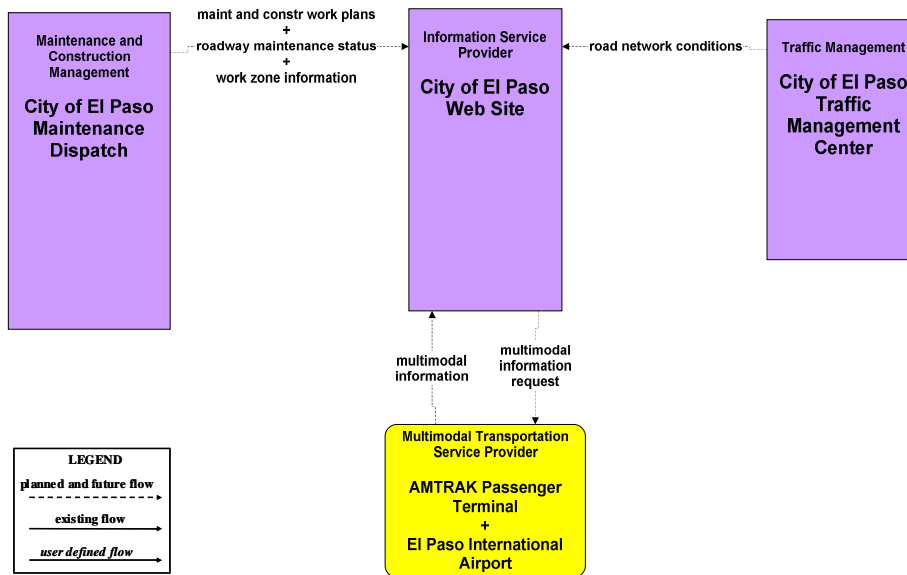 Maintenance and
Construction
Management
City of El Paso
Maintenance
Dispatch
maint and constr work plans
+
roadway maintenance status
+
work zone information
Information Service
Provider
City of El Paso
Web Site
road network conditions
Traffic Management
City of El Paso
Traffic
Management
Center
multimodal
information
multimodal
information
request
Multimodal Transportation
Service Provider
AMTRAK Passenger
Terminal
+
El Paso International
Airport
LEGEND
planned and future flow
existing flow
user defined flow